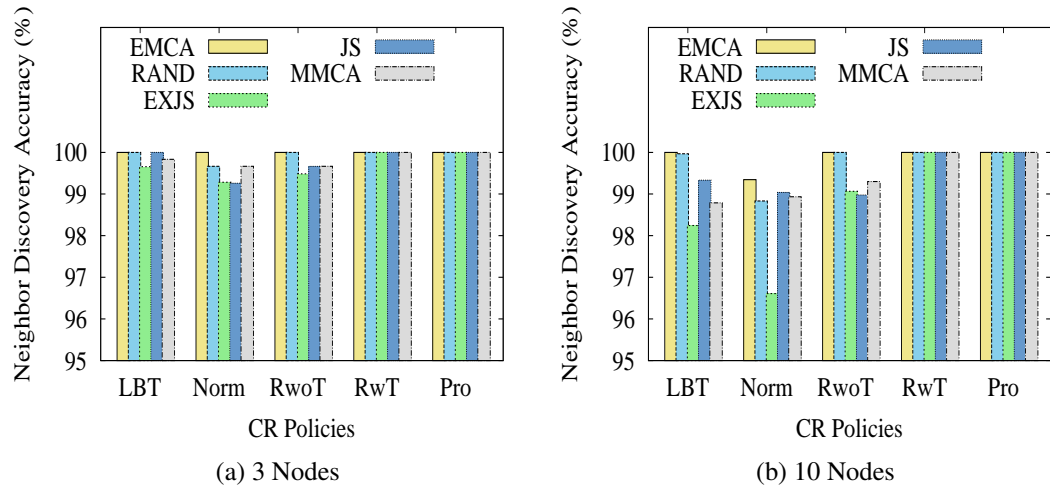 Neighbor Discovery Accuracy (%)
EMCA
RAND
EXJS
JS
MMCA
100
99
98
97
96
95
LBT Norm RwoT RwT Pro
CR Policies
(a) 3 Nodes
Neighbor Discovery Accuracy (%)
EMCA
RAND
EXJS
JS
MMCA
100
99
98
97
96
95
LBT Norm RwoT RwT Pro
CR Policies
(b) 10 Nodes